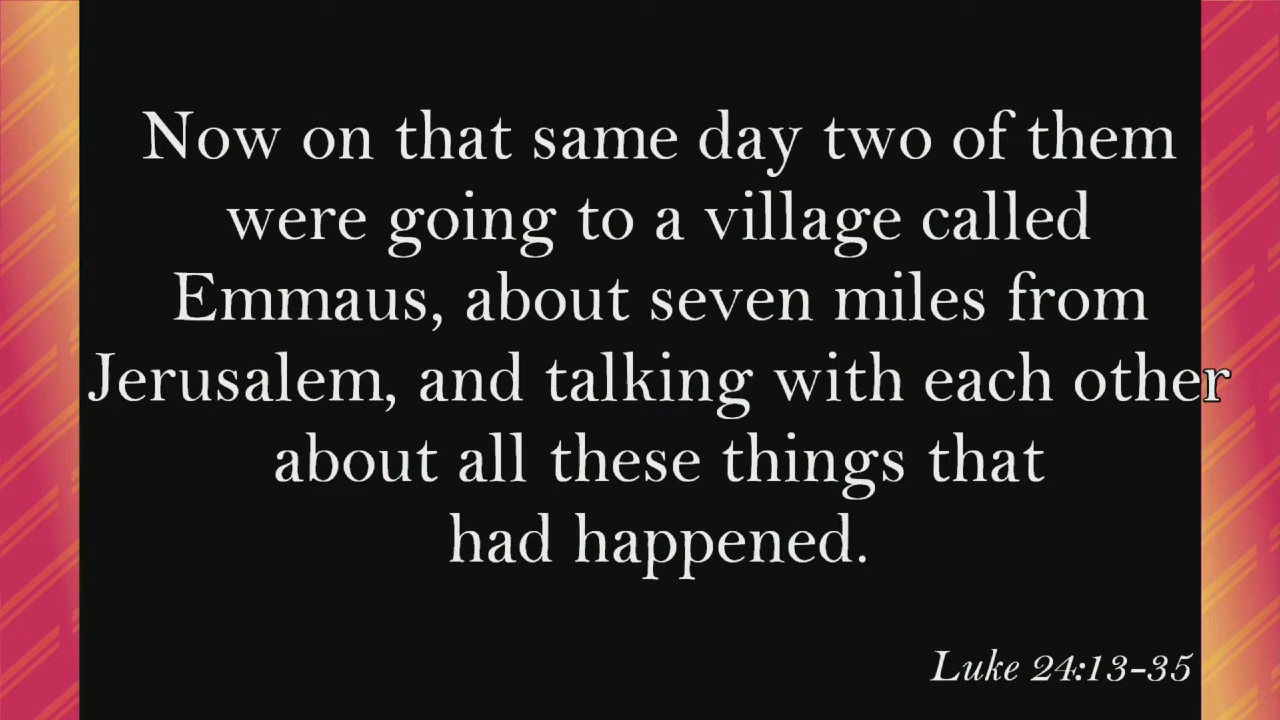 Now on that same day two of them
were going to a village called
Emmaus, about seven miles from
Jerusalem, and talking with each other
about all these things that
had happened.
Luke 24:13-35